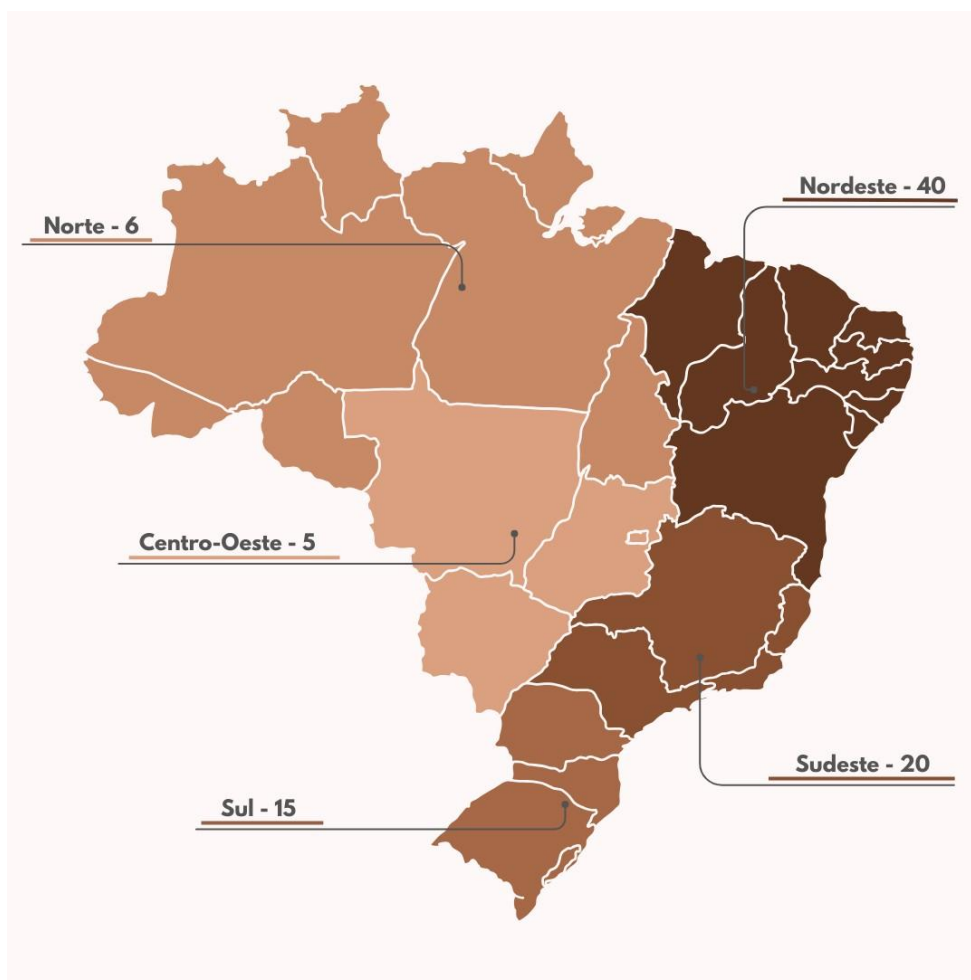 Nordeste - 40
Norte - 6
Centro-Oeste - 5
Sudeste - 20
Sul - 15